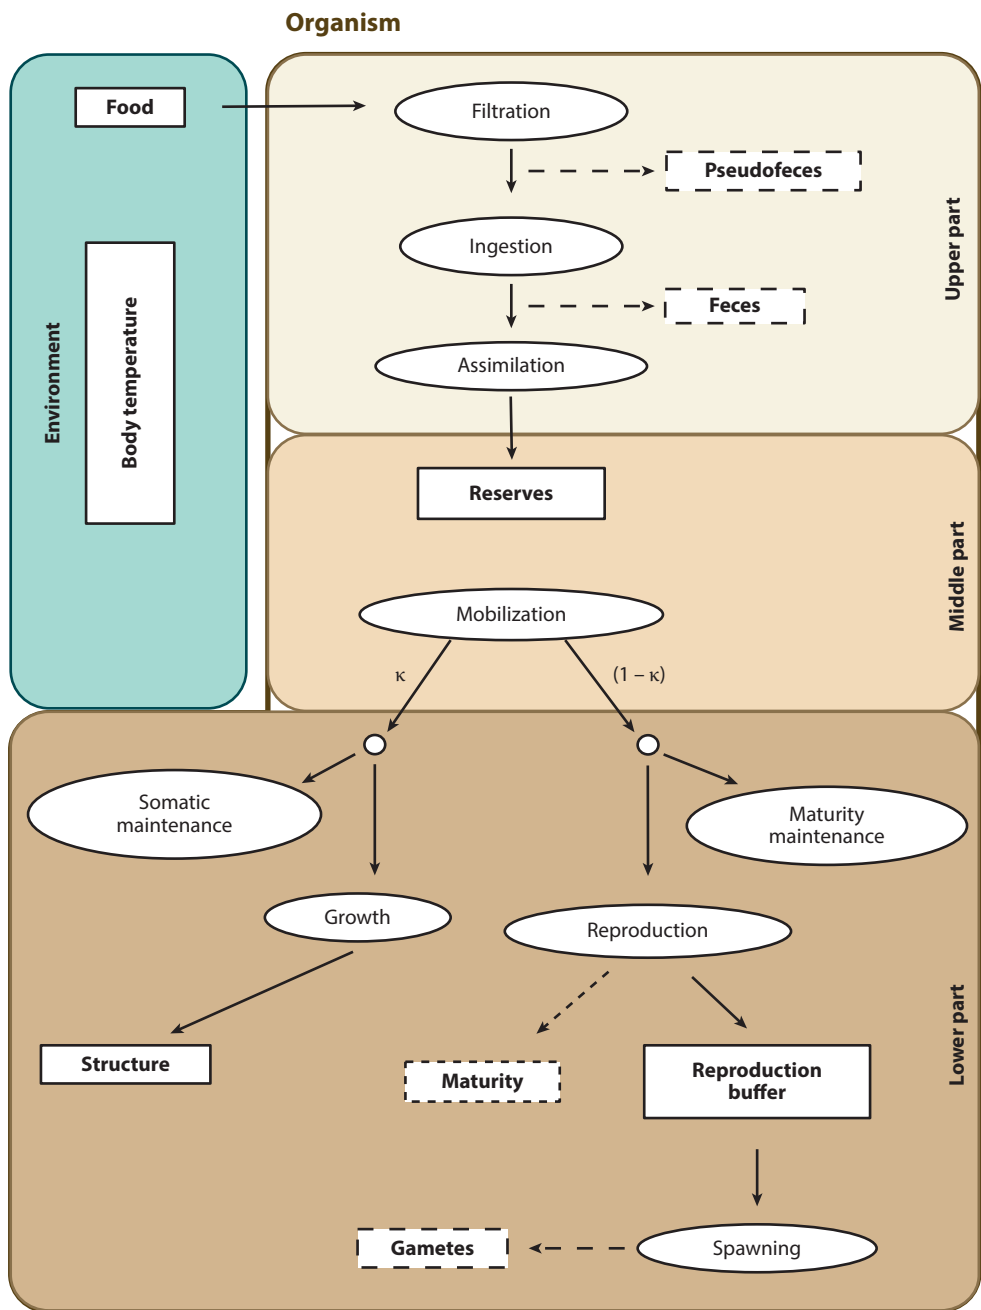 Organism
Food
Filtration
Pseudofeces
Ingestion
Feces
Assimilation
Upper part
Environment
Body temperature
Reserves
Mobilization
κ
(1 – κ)
Middle part
Somatic
maintenance
Maturity
maintenance
Growth
Reproduction
Structure
Maturity
Reproduction
buffer
Lower part
Gametes
Spawning